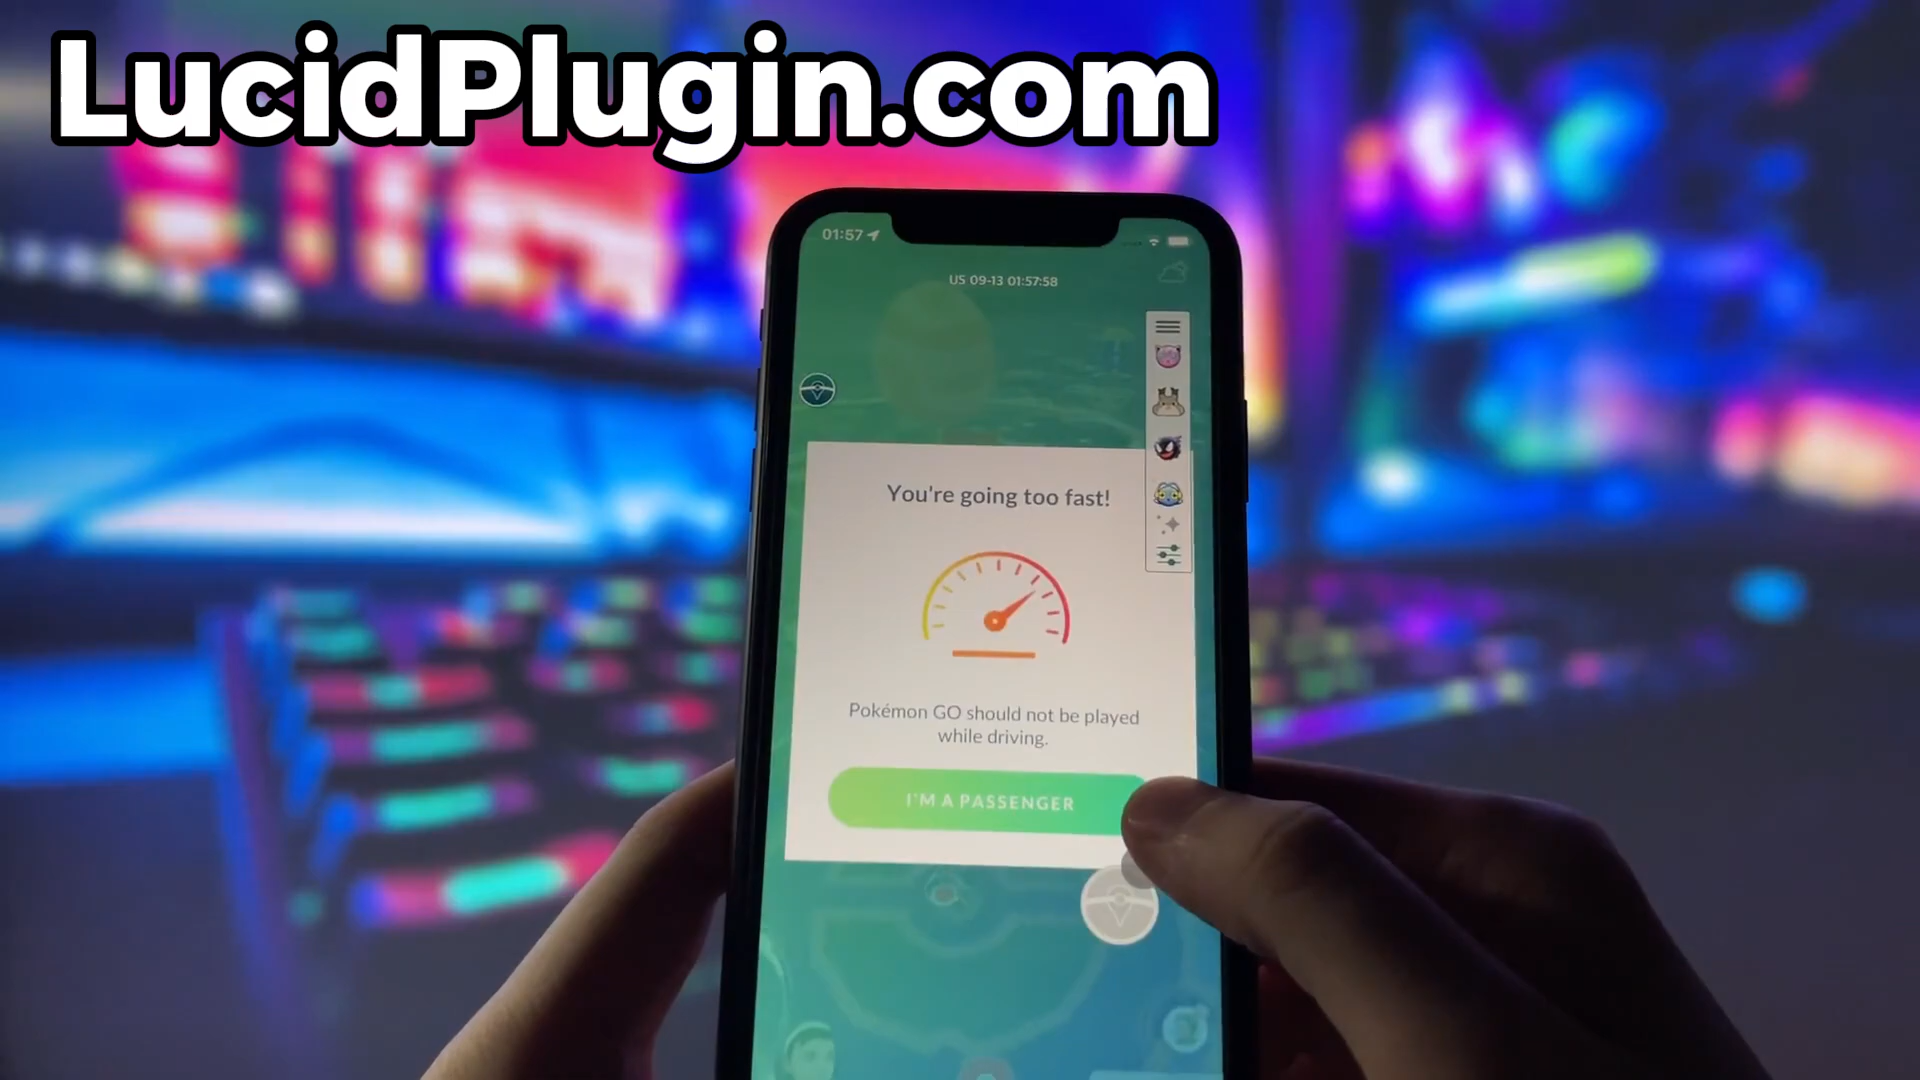 LucidPlugin.com
01:57
US 09-13 01:57:58
You're going too fast!
Pokémon GO should not be played
while driving.
I'M A PASSENGER